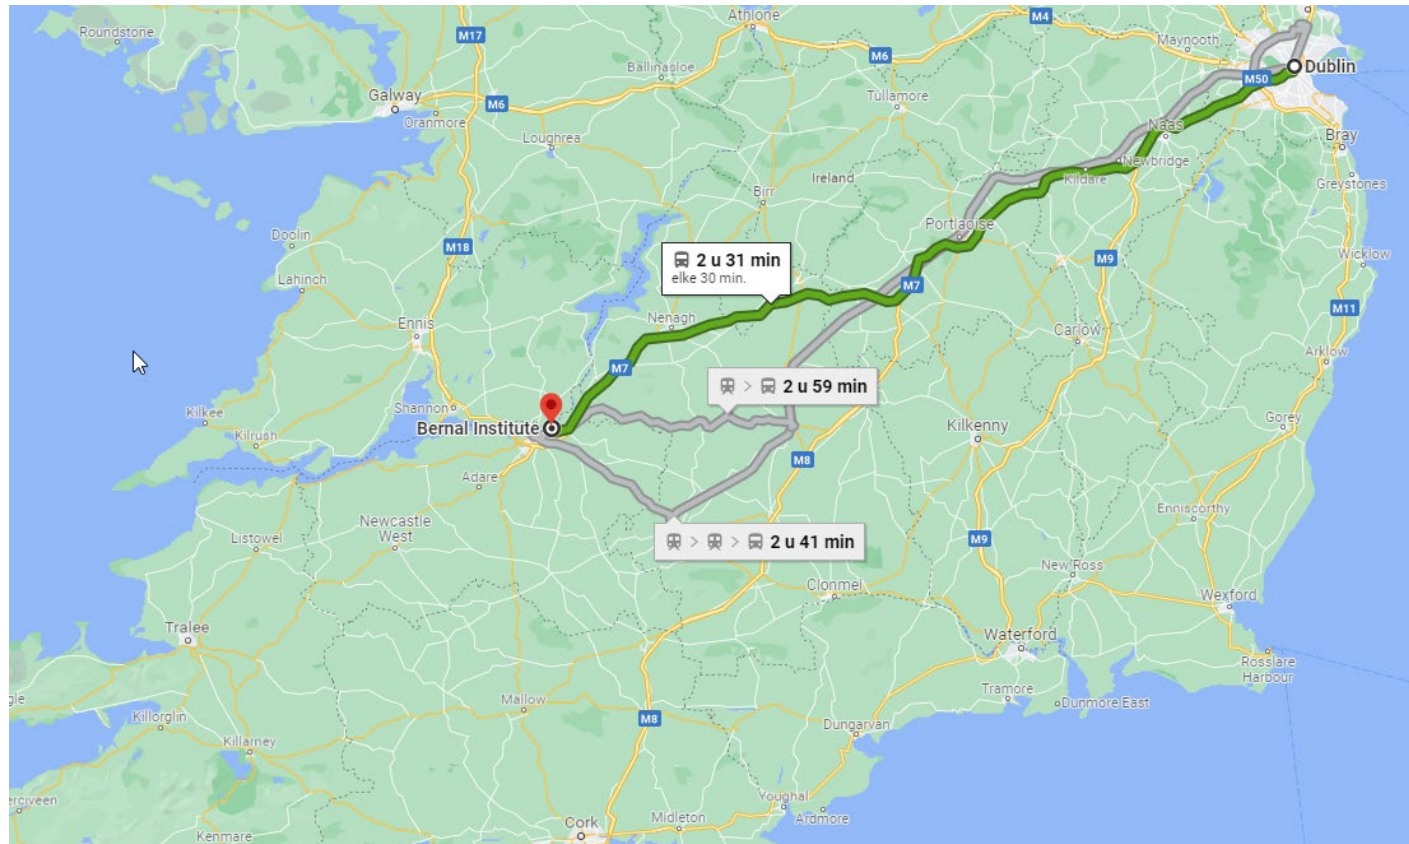 Roundstone
M17
Athlone
M4
Maynooth
M6
Ballinasloe
Dublin
M50
Galway
M6
Tullamore
Oranmore
Naas
Bray
Loughrea
Newbridge
Ireland
Kildare
Greystones
Birr
Portlaoise
Doolin
M18
2 u 31 min
elke 30 min.
M9
Wicklow
Lahinch
M7
M11
Nenagh
Ennis
Carlow
Arklow
M7
2 u 59 min
Shannon
Kilkee
Gorey
Bernal Institute
Kilkenny
Kilrush
M8
Adare
Enniscorthy
Newcastle
West
Listowel
M9
> > 2 u 41 min
New Ross
Clonmel
Wexford
Tralee
Waterford
Rosslare
Harbour
Tramore
Mallow
Dunmore East
Killorglin
M8
Dungarvan
Killarney
Youghal
Midleton
Ardmore
Cork
Kenmare